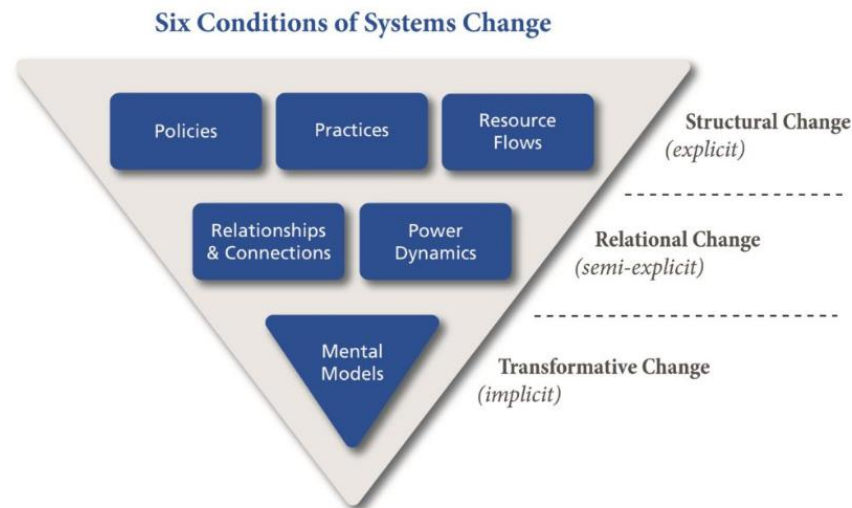 Six Conditions of Systems Change
Policies
Practices
Resource
Flows
Structural Change
(explicit)
Relationships
& Connections
Power
Dynamics
Relational Change
(semi-explicit)
Mental
Models
Transformative Change
(implicit)